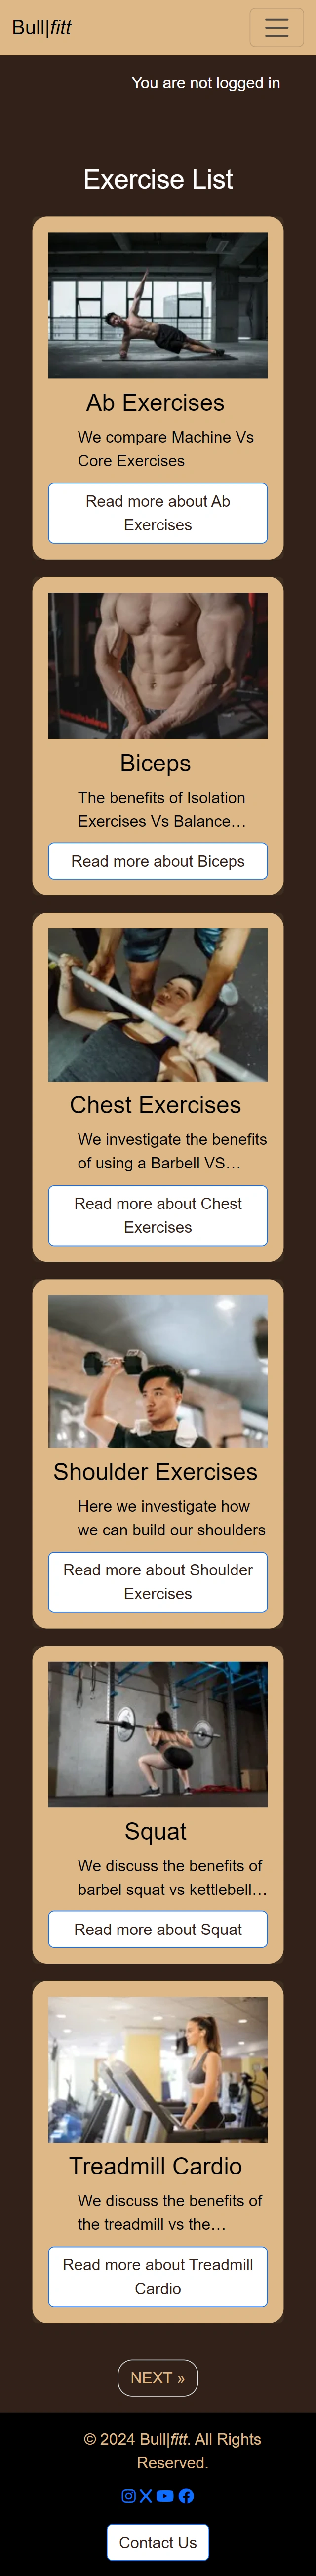 Bull|fitt
You are not logged in
Exercise List
Ab Exercises
We compare Machine Vs
Core Exercises
Read more about Ab
Exercises
Biceps
The benefits of Isolation
Exercises Vs Balance…
Read more about Biceps
Chest Exercises
We investigate the benefits
of using a Barbell VS…
Read more about Chest
Exercises
Shoulder Exercises
Here we investigate how
we can build our shoulders
Read more about Shoulder
Exercises
Squat
We discuss the benefits of
barbel squat vs kettlebell…
Read more about Squat
Treadmill Cardio
We discuss the benefits of
the treadmill vs the…
Read more about Treadmill
Cardio
NEXT »
© 2024 Bull|fitt. All Rights
Reserved.
Contact Us